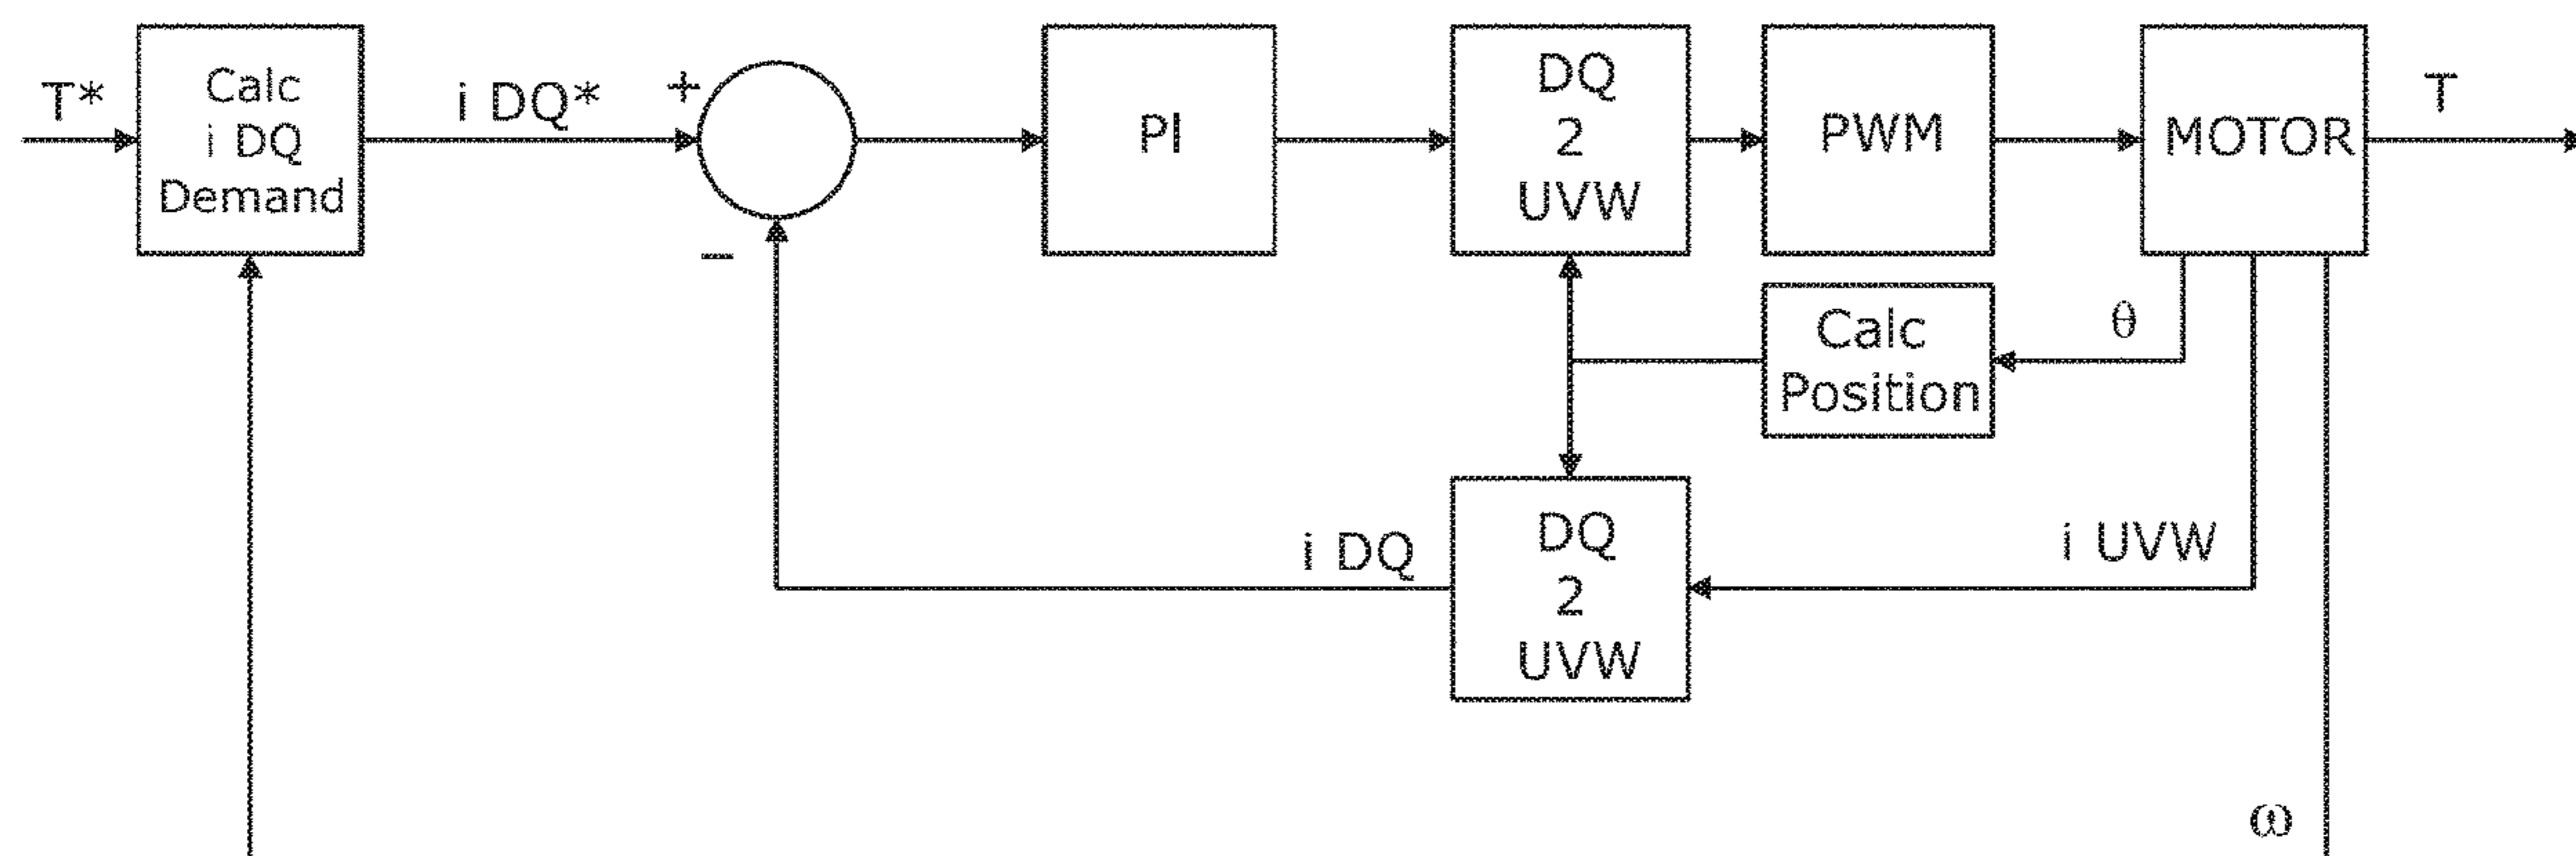 T*
Calc
i DQ
Demand
i DQ*
+
−
PI
DQ
2
UVW
PWM
MOTOR
T
Calc
Position
θ
DQ
2
UVW
i DQ
i UVW
ω